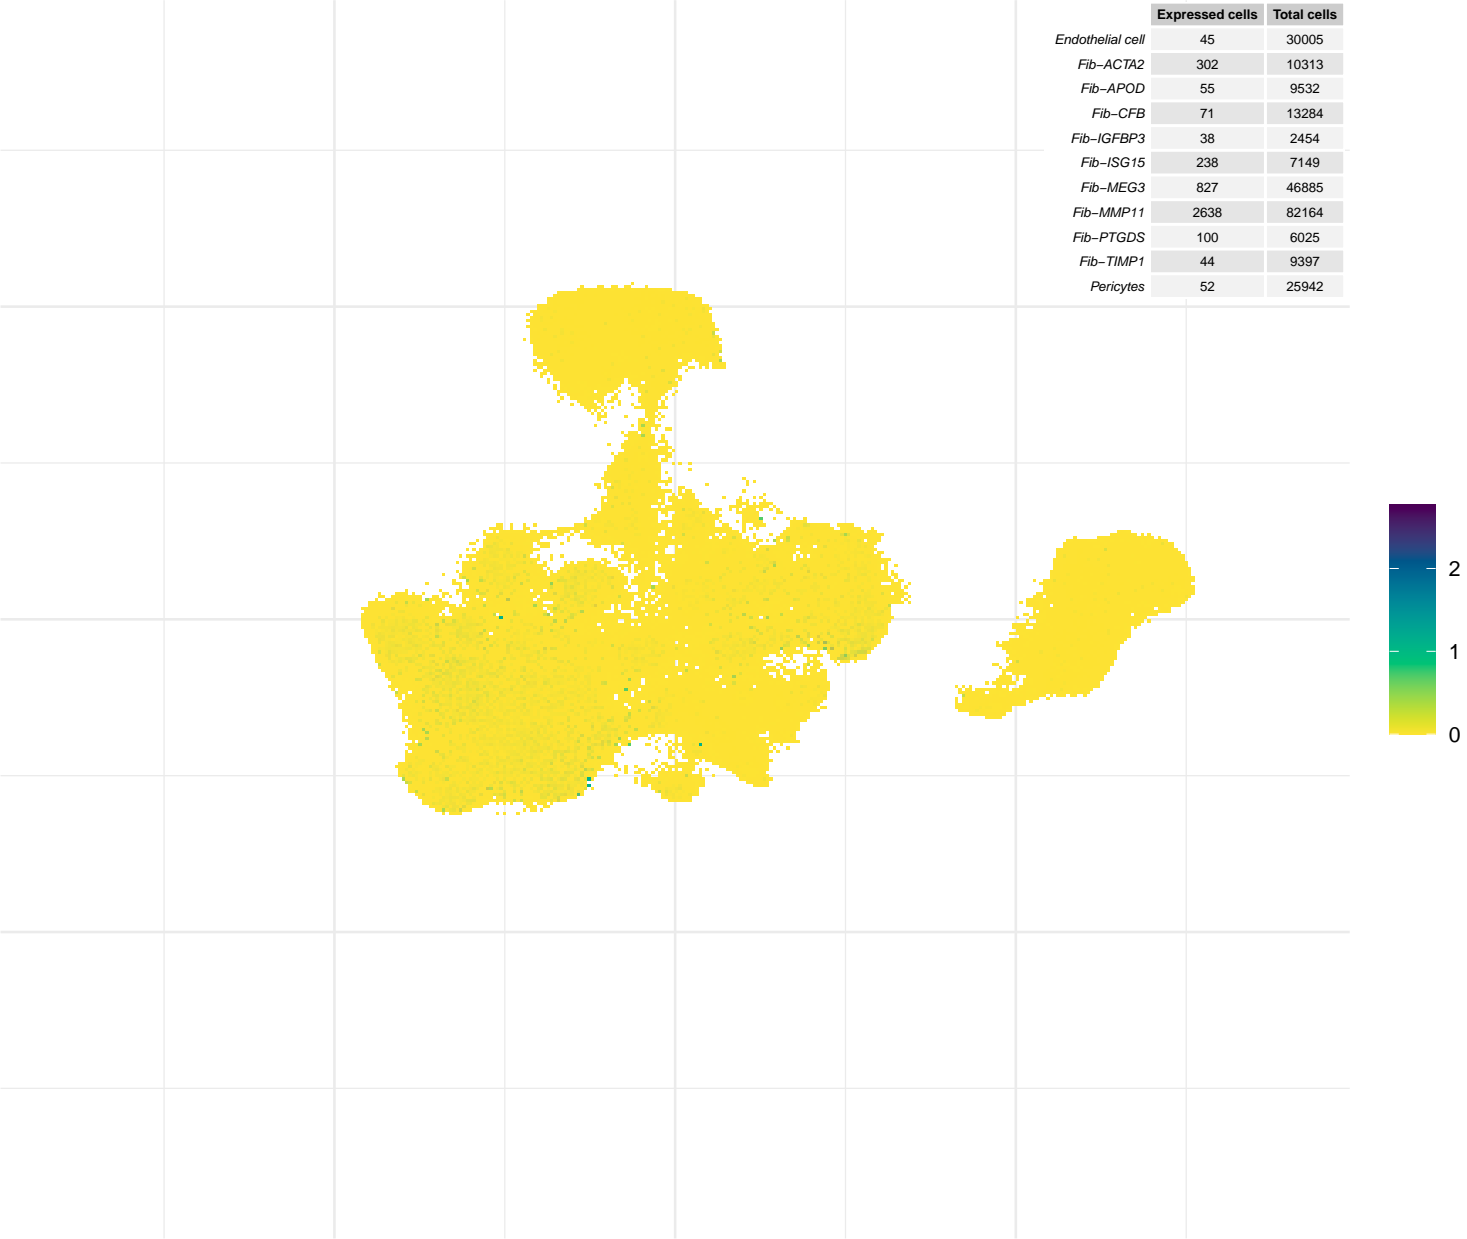 Expressed cells Total cells
Endothelial cell 45 30005
Fib−ACTA2 302 10313
Fib−APOD 55 9532
Fib−CFB 71 13284
Fib−IGFBP3 38 2454
Fib−ISG15 238 7149
Fib−MEG3 827 46885
Fib−MMP11 2638 82164
Fib−PTGDS 100 6025
Fib−TIMP1 44 9397
Pericytes 52 25942
2
1
0